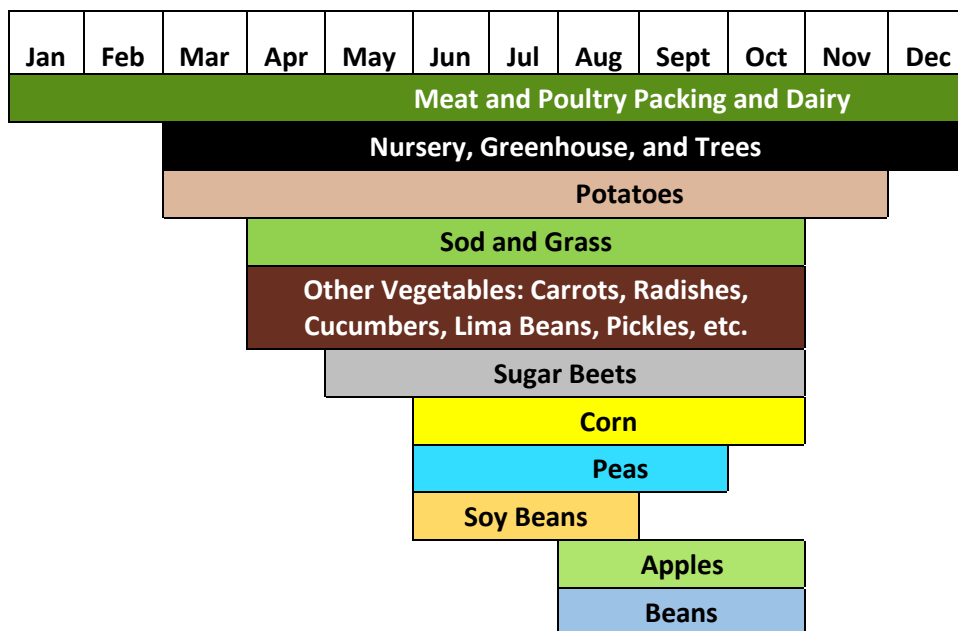 Jan Feb Mar Apr May Jun Jul Aug Sept Oct Nov Dec
Meat and Poultry Packing and Dairy
Nursery, Greenhouse, and Trees
Potatoes
Sod and Grass
Other Vegetables: Carrots, Radishes,
Cucumbers, Lima Beans, Pickles, etc.
Sugar Beets
Corn
Peas
Soy Beans
Apples
Beans